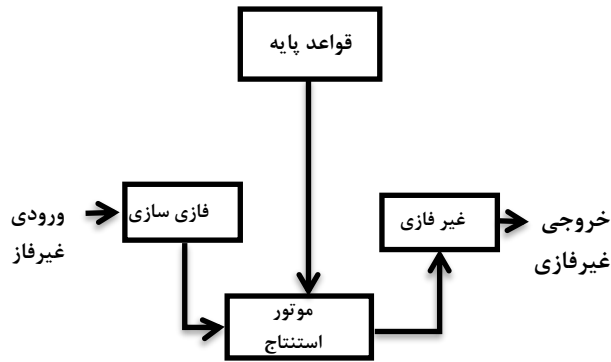 قواعد پایه
ورودی
غیرفاز
فازی سازی
موتور
استنتاج
غیر فازی
خروجی
غیرفازی